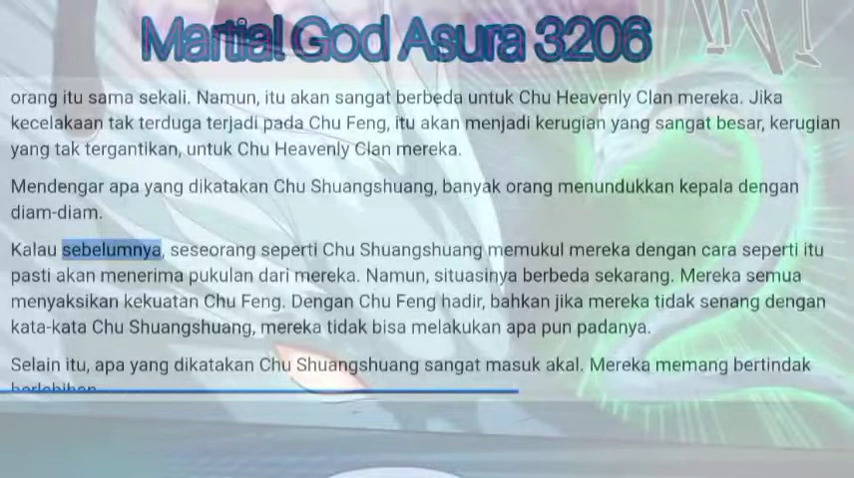 Martial God Asura 3206
orang itu sama sekali. Namun, itu akan sangat berbeda untuk Chu Heavenly Clan mereka. Jika
kecelakaan tak terduga terjadi pada Chu Feng, itu akan menjadi kerugian yang sangat besar, kerugian
yang tak tergantikan, untuk Chu Heavenly Clan mereka.
Mendengar apa yang dikatakan Chu Shuangshuang, banyak orang menundukkan kepala dengan
diam-diam.
Kalau sebelumnya, seseorang seperti Chu Shuangshuang memukul mereka dengan cara seperti itu
pasti akan menerima pukulan dari mereka. Namun, situasinya berbeda sekarang. Mereka semua
menyaksikan kekuatan Chu Feng. Dengan Chu Feng hadir, bahkan jika mereka tidak senang dengan
kata-kata Chu Shuangshuang, mereka tidak bisa melakukan apa pun padanya.
Selain itu, apa yang dikatakan Chu Shuangshuang sangat masuk akal. Mereka memang bertindak